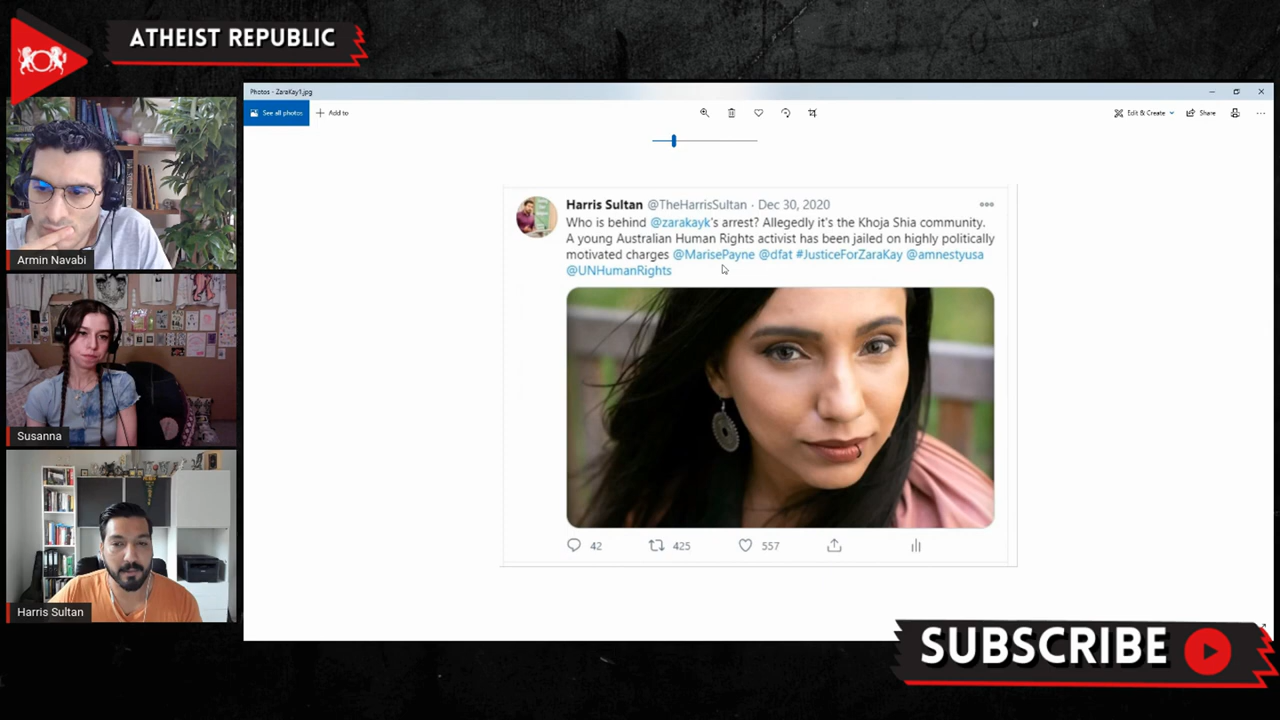 ATHEIST REPUBLIC
Photos - ZaraKay1.jpg
See all photos
Add to
Edit & Create
Share
Armin Navabi
Susanna
Harris Sultan
Harris Sultan @TheHarrisSultan · Dec 30, 2020
Who is behind @zarakayk's arrest? Allegedly it's the Khoja Shia community.
A young Australian Human Rights activist has been jailed on highly politically
motivated charges @MarisePayne @dfat #JusticeForZaraKay @amnestyusa
@UNHumanRights
42
425
557
SUBSCRIBE